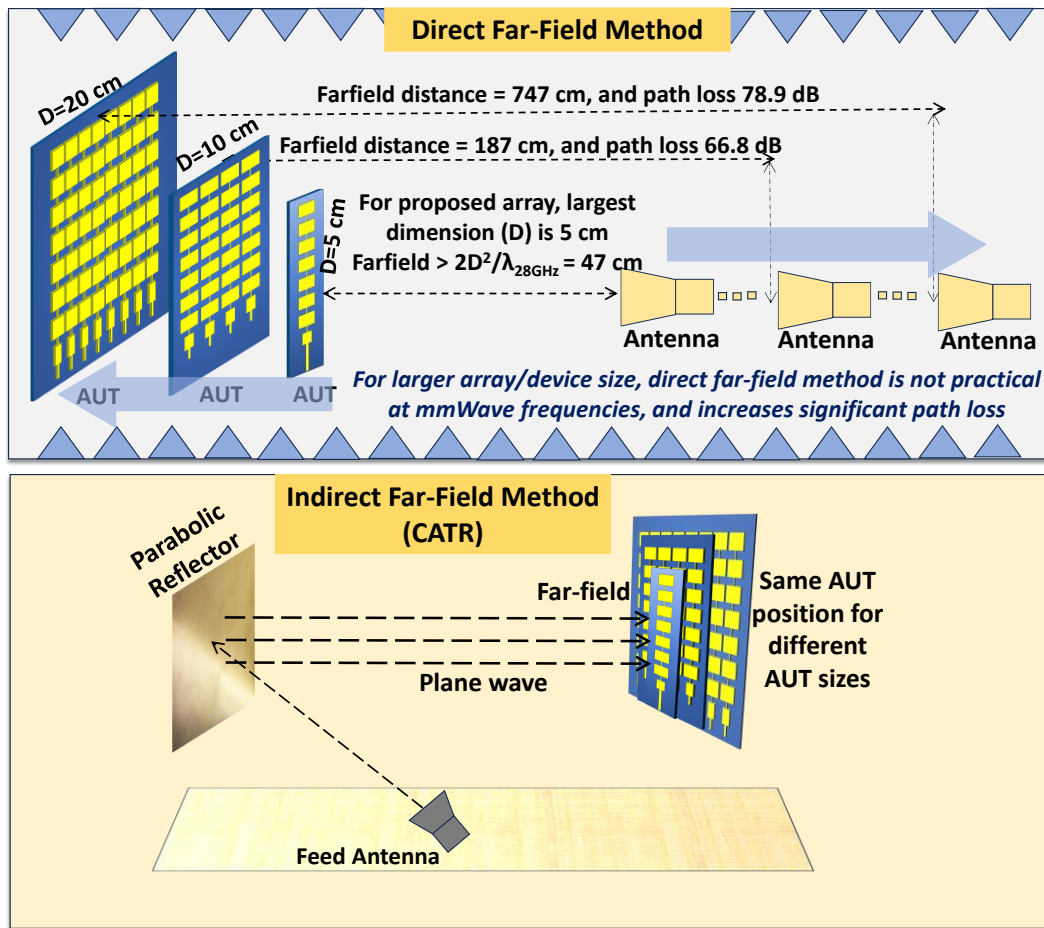 Direct Far-Field Method
D=20 cm
Farfield distance = 747 cm, and path loss 78.9 dB
D=10 cm
Farfield distance = 187 cm, and path loss 66.8 dB
D=5 cm
For proposed array, largest
dimension (D) is 5 cm
Farfield > 2D²/λ₂₈GHz = 47 cm
Antenna
Antenna
Antenna
AUT
AUT
AUT
For larger array/device size, direct far-field method is not practical
at mmWave frequencies, and increases significant path loss
Indirect Far-Field Method
(CATR)
Parabolic
Reflector
Far-field
Plane wave
Same AUT
position for
different
AUT sizes
Feed Antenna